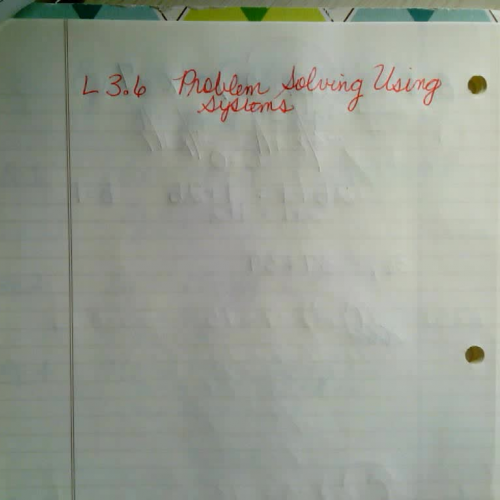 L 3.6 Problem Solving Using
Systems